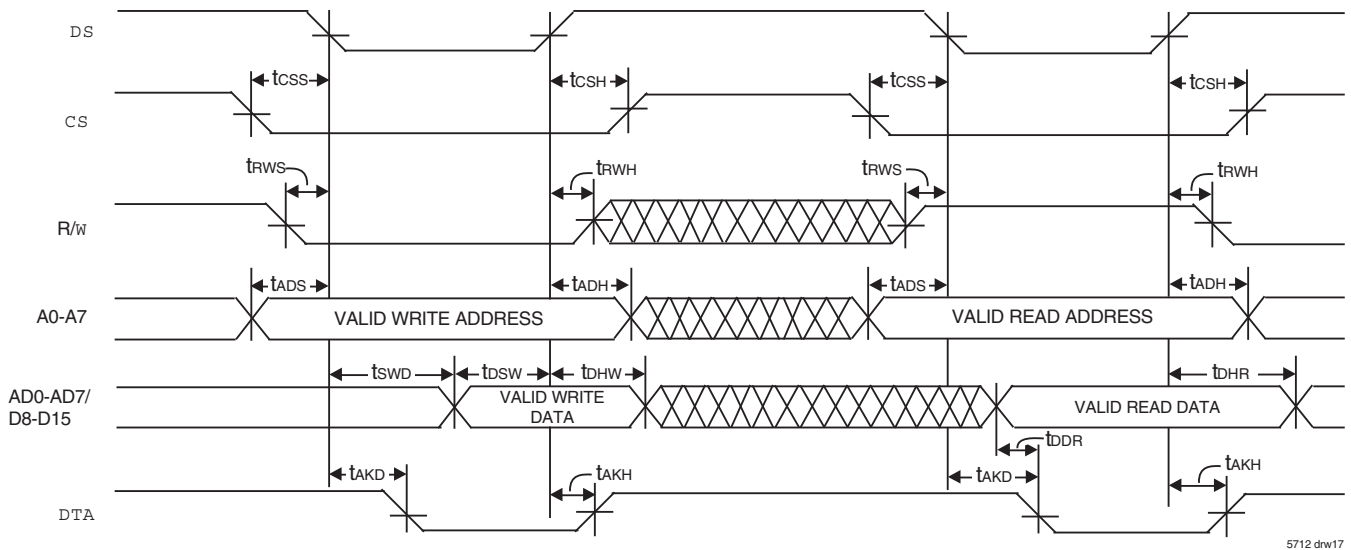 DS
tCSS
tCSH
tCSS
tCSH
CS
tRWS
tRWH
tRWS
tRWH
R/W
tADS
tADH
tADS
tADH
A0-A7
VALID WRITE ADDRESS
VALID READ ADDRESS
tSWD
tDSW
tDHW
tDHR
AD0-AD7/
D8-D15
VALID WRITE
DATA
VALID READ DATA
tDDR
tAKD
tAKH
tAKD
tAKH
DTA
5712 drw17